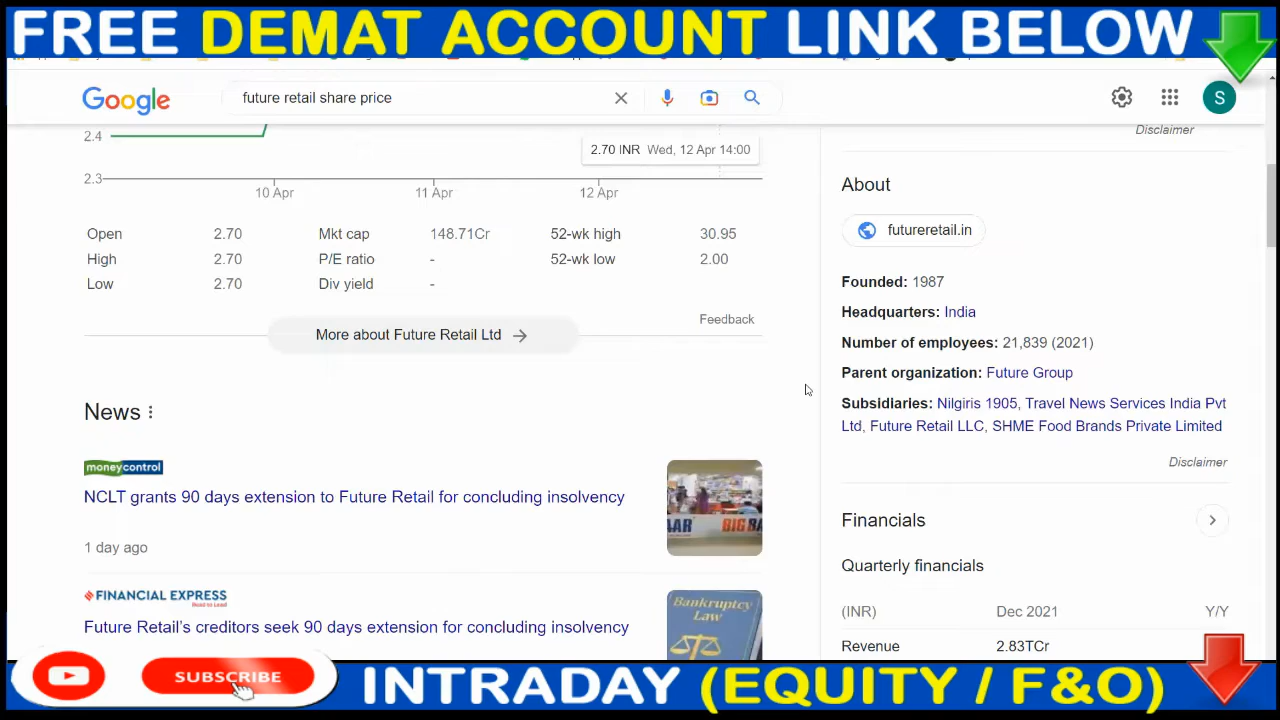 FREE DEMAT ACCOUNT LINK BELOW
Google
future retail share price
S
2.4
2.70 INR Wed, 12 Apr 14:00
2.3
10 Apr 11 Apr 12 Apr
Open 2.70 Mkt cap 148.71Cr 52-wk high 30.95
High 2.70 P/E ratio - 52-wk low 2.00
Low 2.70 Div yield -
Feedback
More about Future Retail Ltd
News
moneycontrol
NCLT grants 90 days extension to Future Retail for concluding insolvency
1 day ago
AAR BIG BA
FINANCIAL EXPRESS
Read to Lead
Future Retail's creditors seek 90 days extension for concluding insolvency
Bankruptcy
Law
Disclaimer
About
futureretail.in
Founded: 1987
Headquarters: India
Number of employees: 21,839 (2021)
Parent organization: Future Group
Subsidiaries: Nilgiris 1905, Travel News Services India Pvt
Ltd, Future Retail LLC, SHME Food Brands Private Limited
Disclaimer
Financials
Quarterly financials
(INR) Dec 2021 Y/Y
Revenue 2.83TCr
SUBSCRIBE
INTRADAY (EQUITY / F&O)